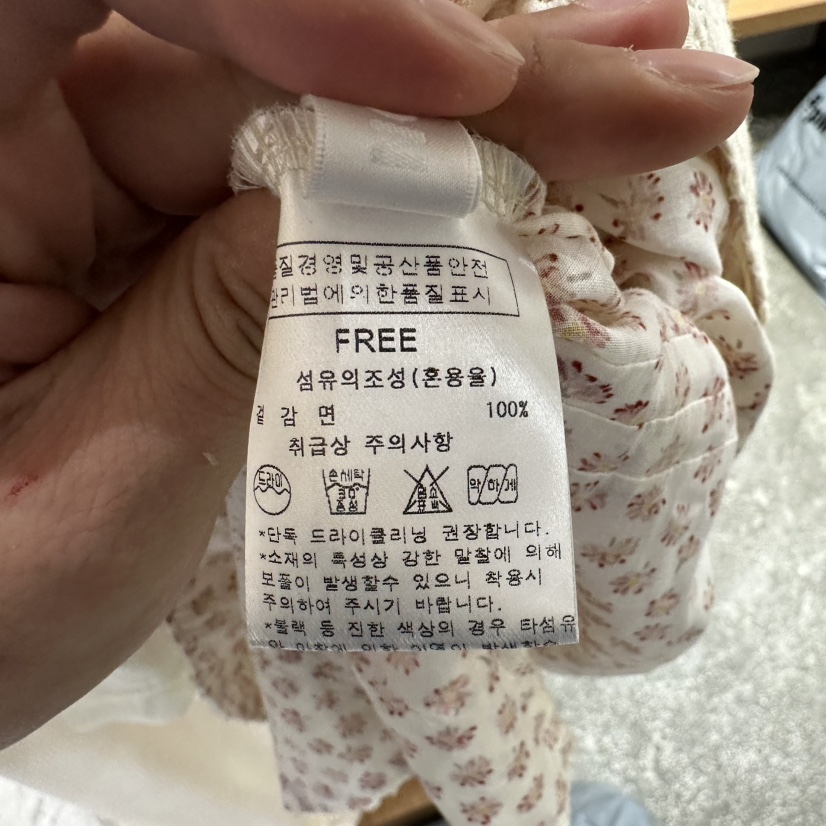 질경영및공산품안전
관리법에의한품질표시
FREE
섬유의조성(혼용율)
겉 감 면 100%
취급상 주의사항
드라이 손세탁 30 중성 약하게
*단독 드라이클리닝 권장합니다.
*소재의 특성상 강한 말찰에 의해
보풀이 발생할수 있으니 착용시
주의하여 주시기 바랍니다.
*블랙 등 진한 색상의 경우 타섬유